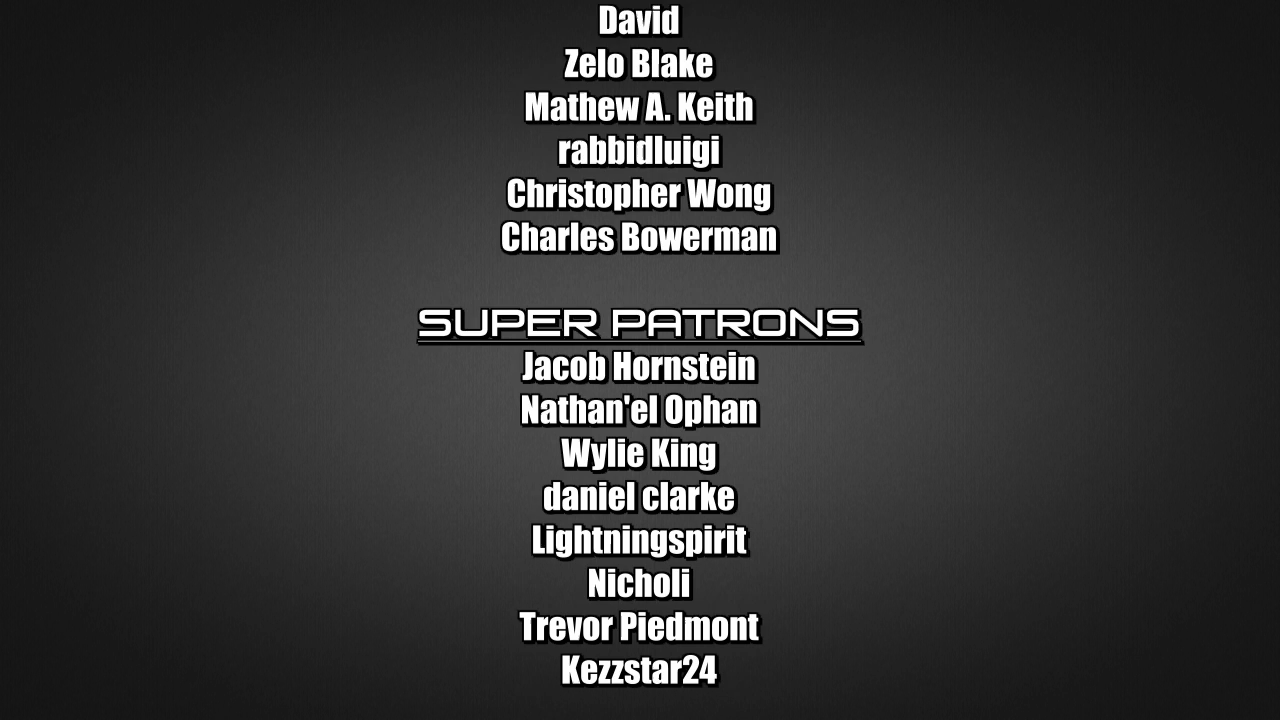 David
Zelo Blake
Mathew A. Keith
rabbidluigi
Christopher Wong
Charles Bowerman
SUPER PATRONS
Jacob Hornstein
Nathan'el Ophan
Wylie King
daniel clarke
Lightningspirit
Nicholi
Trevor Piedmont
Kezzstar24